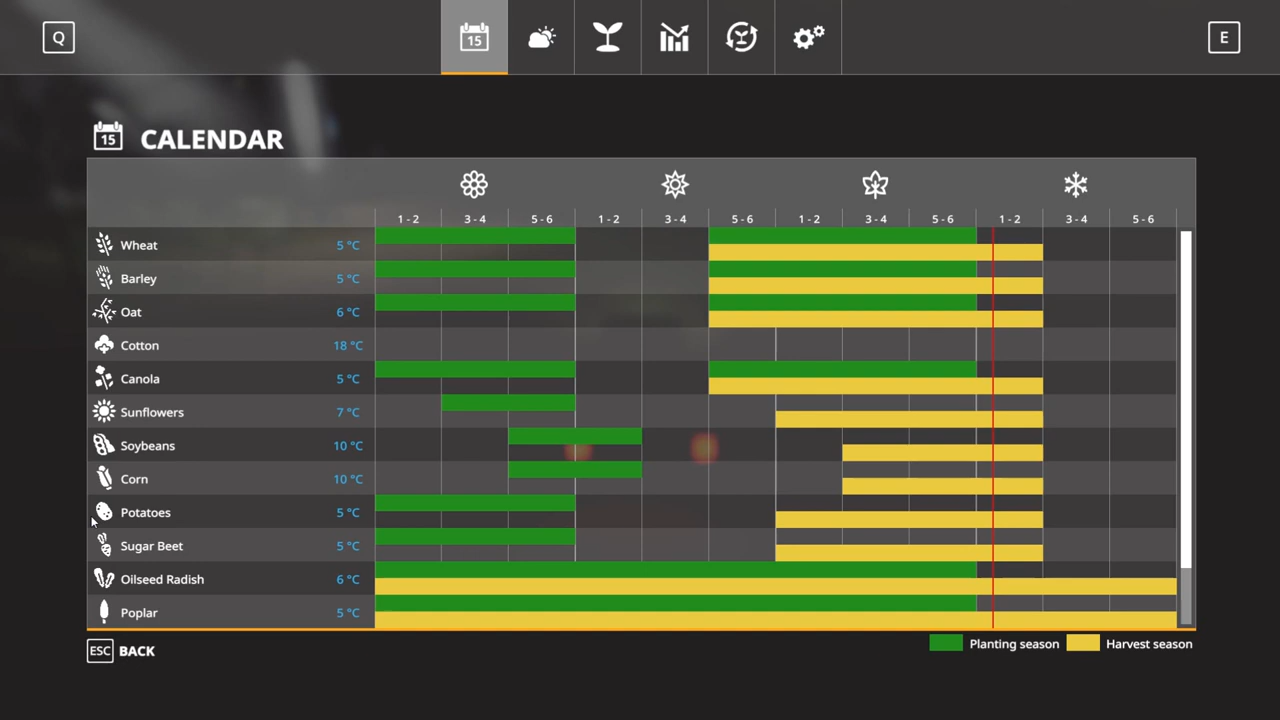 Q
15
E
15 CALENDAR
1 - 2 3 - 4 5 - 6 1 - 2 3 - 4 5 - 6 1 - 2 3 - 4 5 - 6 1 - 2 3 - 4 5 - 6
Wheat 5 °C
Barley 5 °C
Oat 6 °C
Cotton 18 °C
Canola 5 °C
Sunflowers 7 °C
Soybeans 10 °C
Corn 10 °C
Potatoes 5 °C
Sugar Beet 5 °C
Oilseed Radish 6 °C
Poplar 5 °C
ESC BACK
Planting season Harvest season